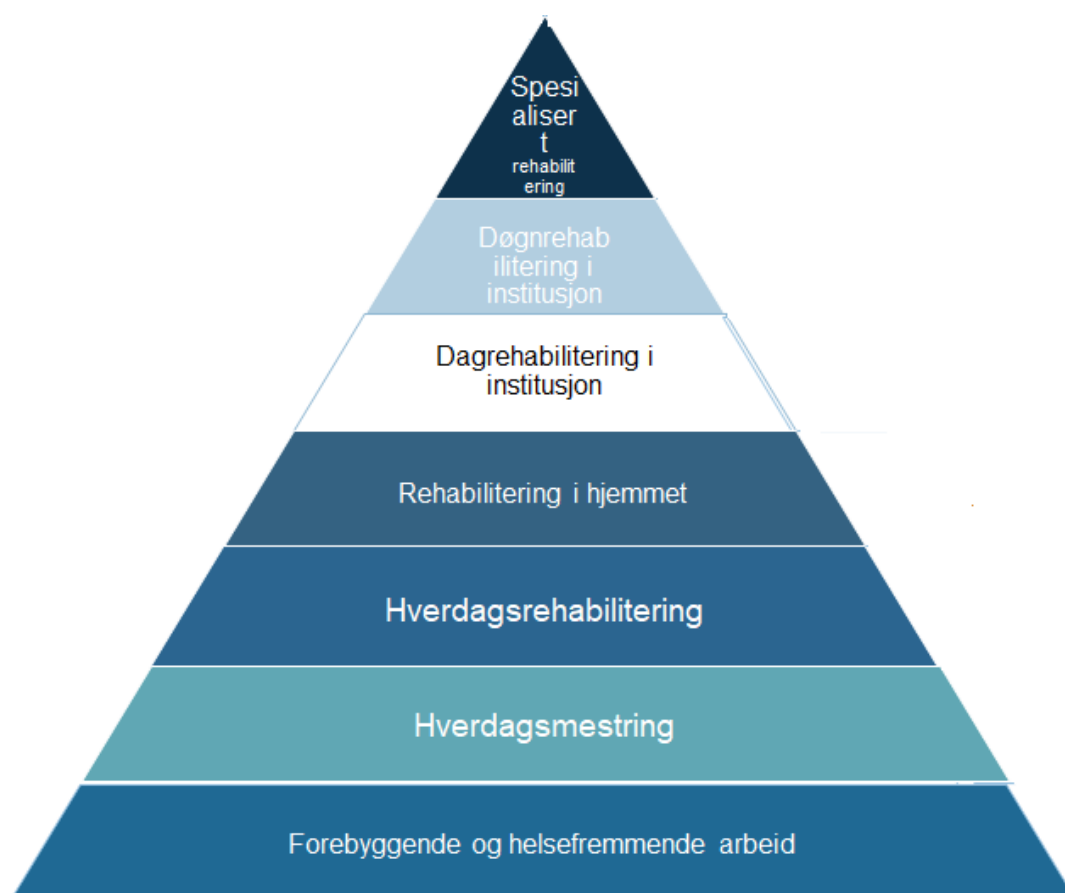 Spesi
aliser
t
rehabilit
ering
Døgnrehab
ilitering i
institusjon
Dagrehabilitering i
institusjon
Rehabilitering i hjemmet
Hverdagsrehabilitering
Hverdagsmestring
Forebyggende og helsefremmende arbeid